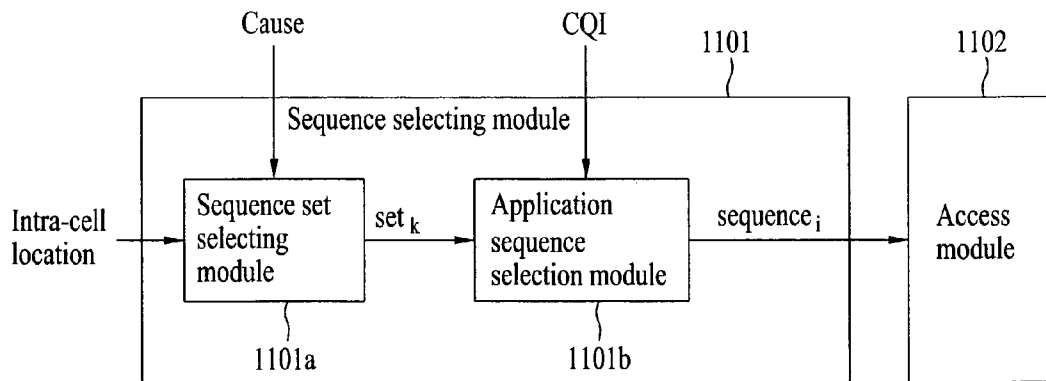 Cause
CQI
1101
1102
Sequence selecting module
Intra-cell
location
Sequence set
selecting
module
set k
Application
sequence
selection module
sequence i
Access
module
1101a
1101b